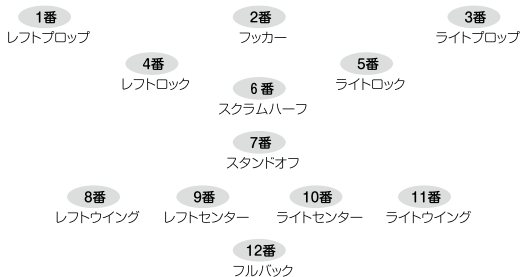 1番 2番 3番
レフトプロップ フッカー ライトプロップ
4番 5番
レフトロック ライトロック
6番
スクラムハーフ
7番
スタンドオフ
8番 9番 10番 11番
レフトウイング レフトセンター ライトセンター ライトウイング
12番
フルバック